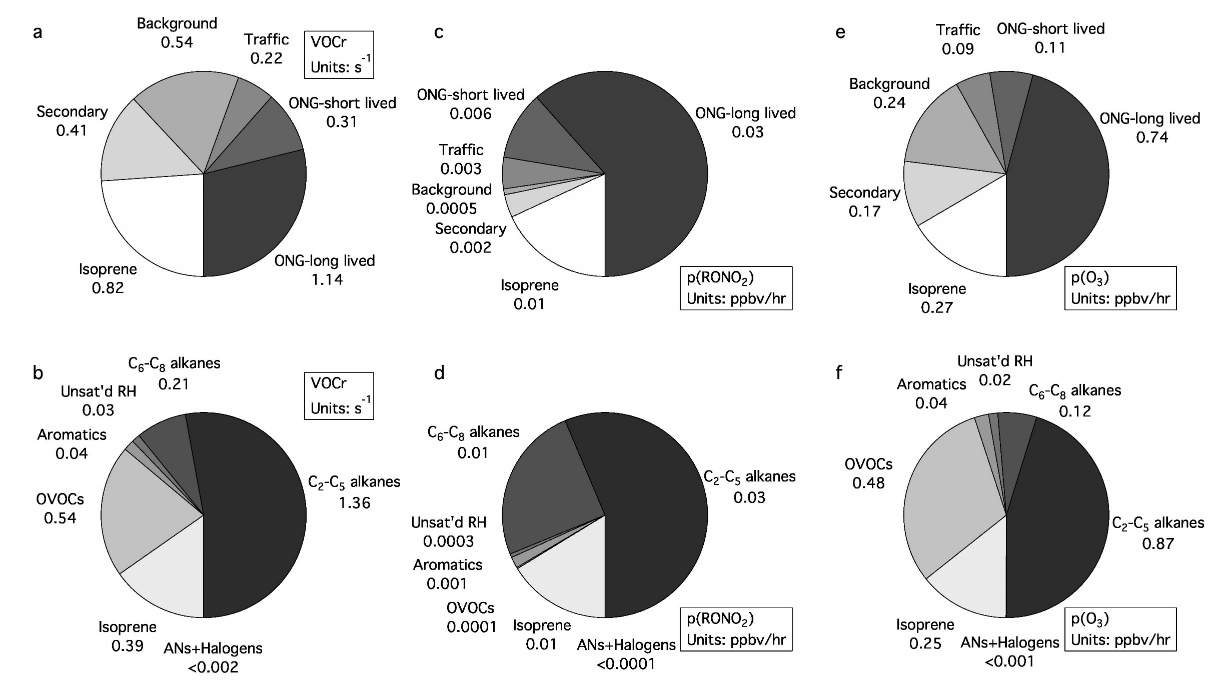 a
Background
0.54
Traffic
0.22
VOCr
Units: s⁻¹
ONG-short lived
0.31
Secondary
0.41
Isoprene
0.82
ONG-long lived
1.14
c
ONG-short lived
0.006
ONG-long lived
0.03
Traffic
0.003
Background
0.0005
Secondary
0.002
Isoprene
0.01
p(RONO₂)
Units: ppbv/hr
e
Traffic
0.09
ONG-short lived
0.11
Background
0.24
ONG-long lived
0.74
Secondary
0.17
Isoprene
0.27
p(O₃)
Units: ppbv/hr
b
C₆-C₈ alkanes
0.21
VOCr
Units: s⁻¹
Unsat'd RH
0.03
Aromatics
0.04
OVOCs
0.54
C₂-C₅ alkanes
1.36
Isoprene
0.39
ANs+Halogens
<0.002
d
C₆-C₈ alkanes
0.01
C₂-C₅ alkanes
0.03
Unsat'd RH
0.0003
Aromatics
0.001
OVOCs
0.0001
Isoprene
0.01
ANs+Halogens
<0.0001
p(RONO₂)
Units: ppbv/hr
f
Unsat'd RH
0.02
Aromatics
0.04
C₆-C₈ alkanes
0.12
OVOCs
0.48
C₂-C₅ alkanes
0.87
Isoprene
0.25
ANs+Halogens
<0.001
p(O₃)
Units: ppbv/hr